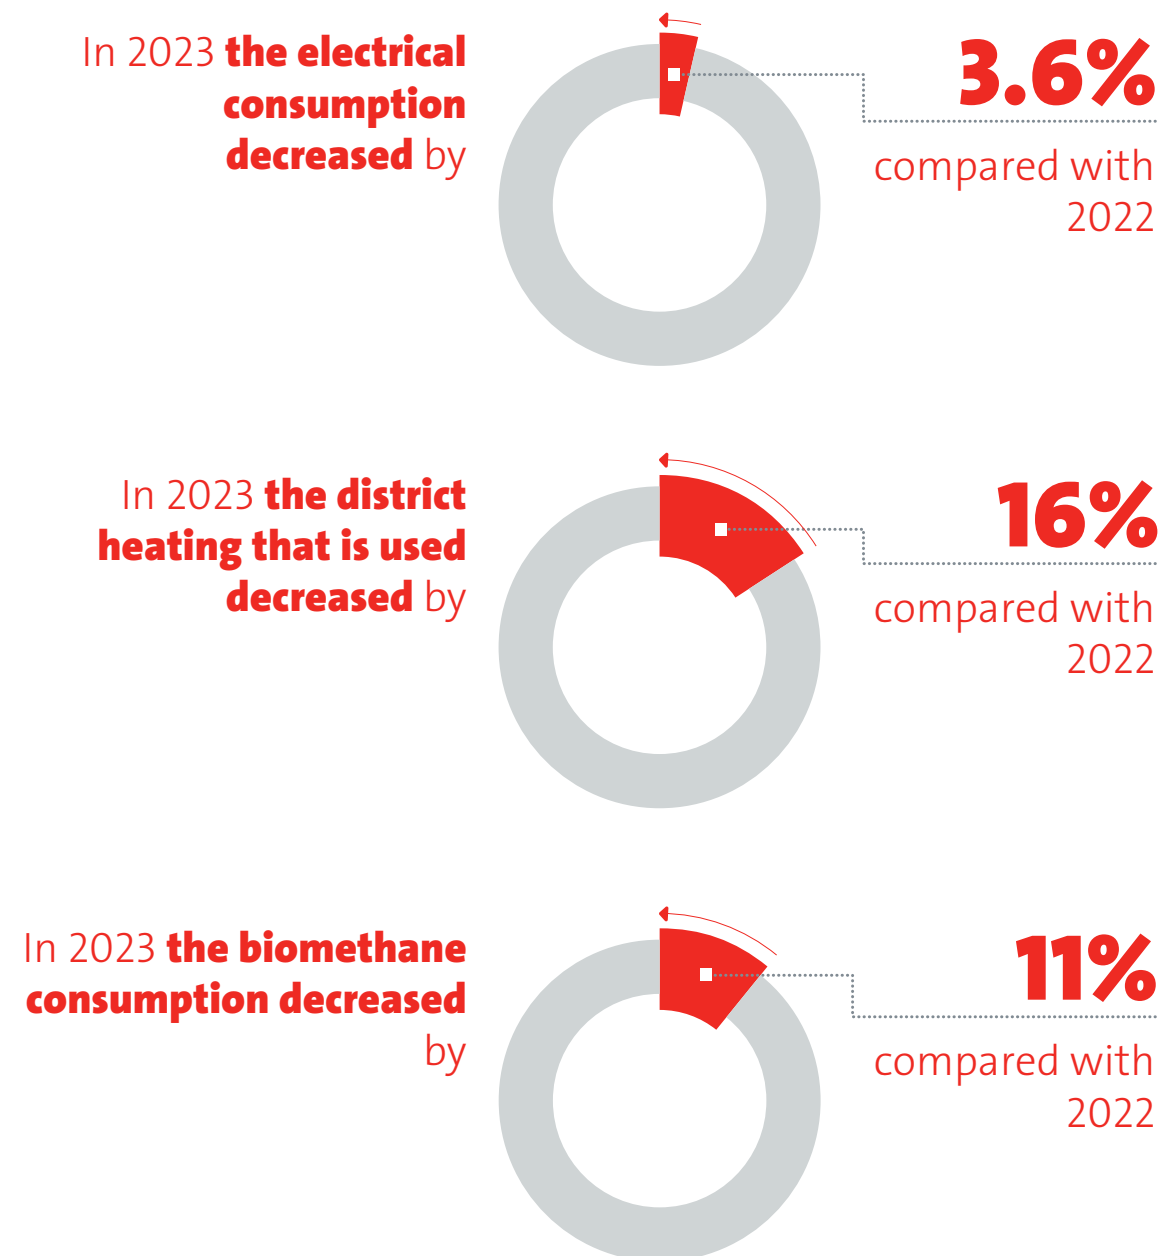 In 2023 the electrical
consumption
decreased by
3.6%
compared with
2022
In 2023 the district
heating that is used
decreased by
16%
compared with
2022
In 2023 the biomethane
consumption decreased
by
11%
compared with
2022